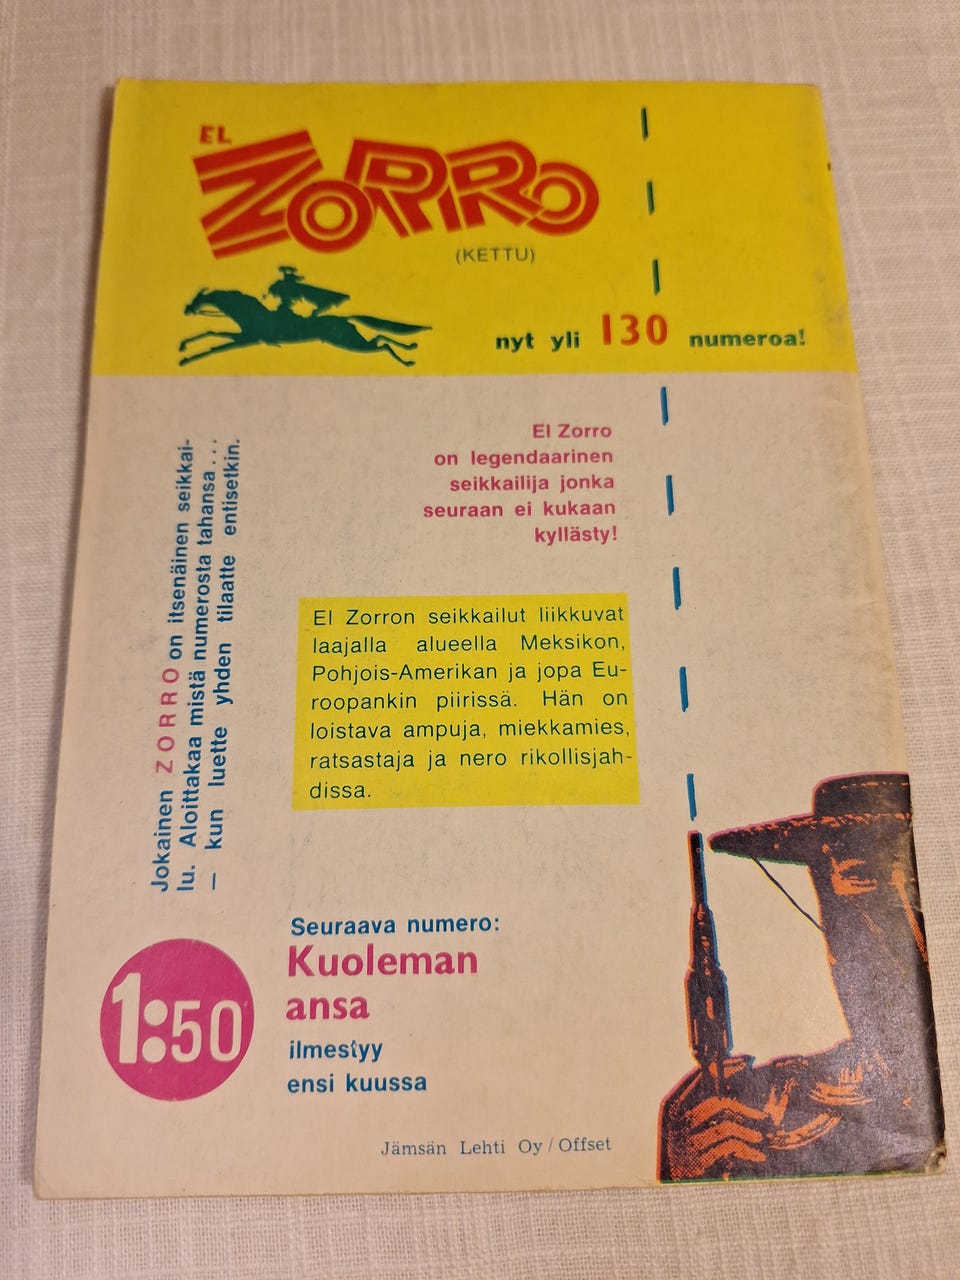 EL
ZORRO
(KETTU)
nyt yli 130 numeroa!
El Zorro
on legendaarinen
seikkailija jonka
seuraan ei kukaan
kyllästy!
Jokainen ZORRO on itsenäinen seikkai-
lu. Aloittakaa mistä numerosta tahansa...
– kun luette yhden tilaatte entisetkin.
El Zorron seikkailut liikkuvat
laajalla alueella Meksikon,
Pohjois-Amerikan ja jopa Eu-
roopankin piirissä. Hän on
loistava ampuja, miekkamies,
ratsastaja ja nero rikollisjah-
dissa.
Seuraava numero:
Kuoleman
ansa
ilmestyy
ensi kuussa
1:50
Jämsän Lehti Oy / Offset